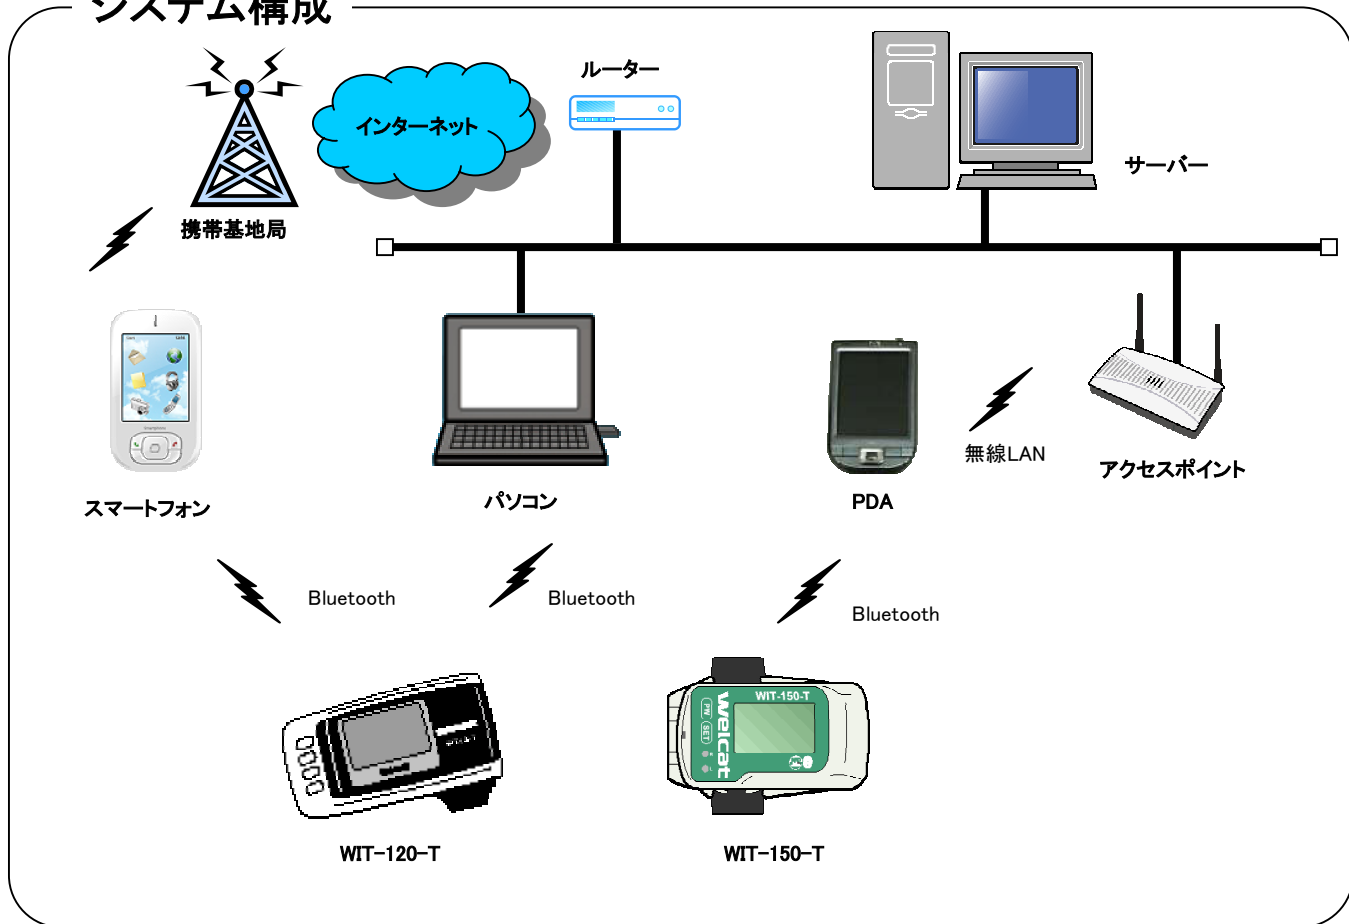 システム構成
ルーター
インターネット
サーバー
携帯基地局
無線LAN
アクセスポイント
スマートフォン
パソコン
PDA
Bluetooth
Bluetooth
Bluetooth
WIT-150-T
welcat
PW
SET
WIT-120-T
WIT-150-T